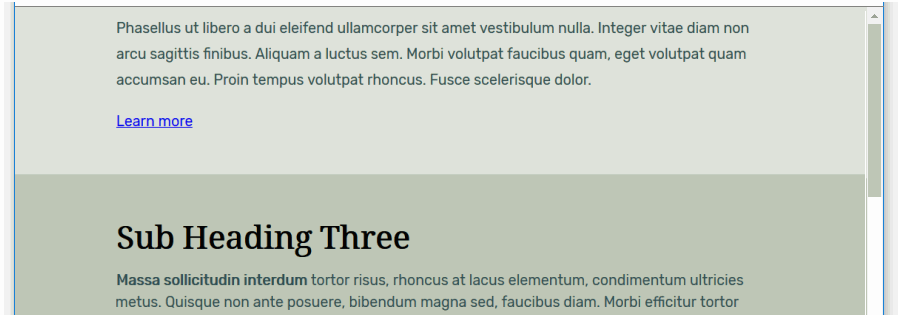 Phasellus ut libero a dui eleifend ullamcorper sit amet vestibulum nulla. Integer vitae diam non
arcu sagittis finibus. Aliquam a luctus sem. Morbi volutpat faucibus quam, eget volutpat quam
accumsan eu. Proin tempus volutpat rhoncus. Fusce scelerisque dolor.
Learn more
Sub Heading Three
Massa sollicitudin interdum tortor risus, rhoncus at lacus elementum, condimentum ultricies
metus. Quisque non ante posuere, bibendum magna sed, faucibus diam. Morbi efficitur tortor